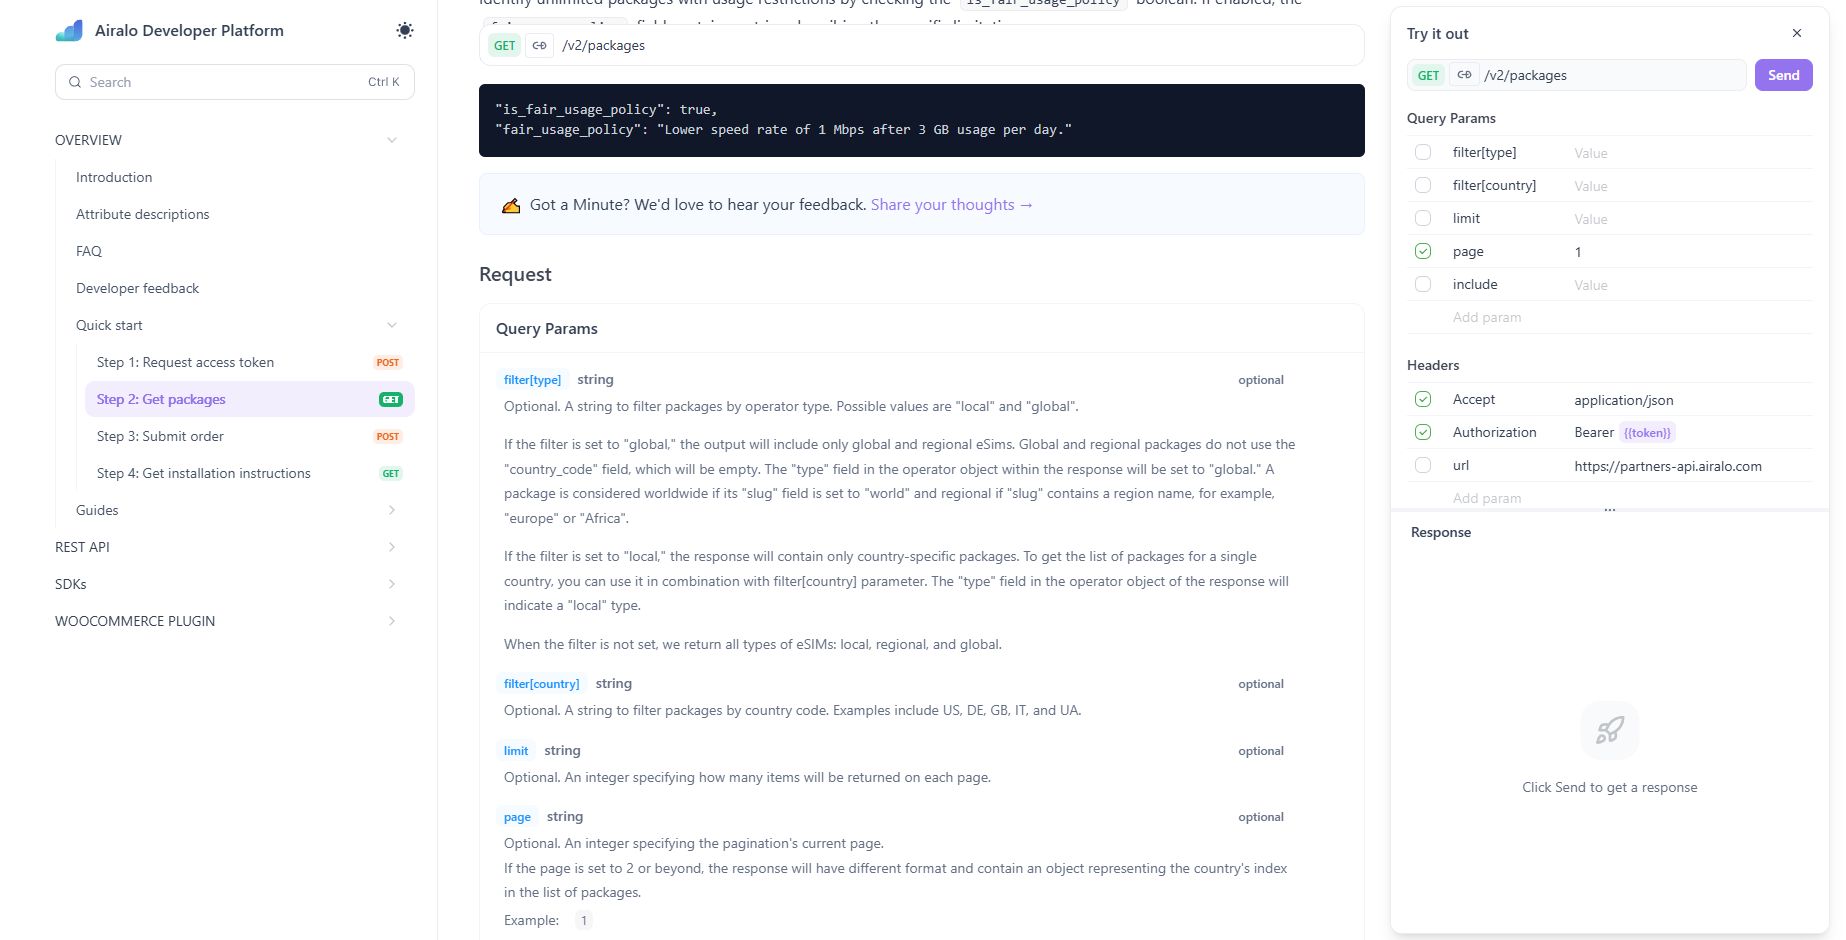 Airalo Developer Platform
Search
Ctrl K
OVERVIEW
Introduction
Attribute descriptions
FAQ
Developer feedback
Quick start
Step 1: Request access token
POST
Step 2: Get packages
GET
Step 3: Submit order
POST
Step 4: Get installation instructions
GET
Guides
REST API
SDKs
WOOCOMMERCE PLUGIN
identify unlimited packages with usage restrictions by checking the is_fair_usage_policy boolean. If enabled, the
GET /v2/packages
"is_fair_usage_policy": true,
"fair_usage_policy": "Lower speed rate of 1 Mbps after 3 GB usage per day."
✍️ Got a Minute? We'd love to hear your feedback. Share your thoughts →
Request
Query Params
filter[type] string optional
Optional. A string to filter packages by operator type. Possible values are "local" and "global".
If the filter is set to "global," the output will include only global and regional eSims. Global and regional packages do not use the
"country_code" field, which will be empty. The "type" field in the operator object within the response will be set to "global." A
package is considered worldwide if its "slug" field is set to "world" and regional if "slug" contains a region name, for example,
"europe" or "Africa".
If the filter is set to "local," the response will contain only country-specific packages. To get the list of packages for a single
country, you can use it in combination with filter[country] parameter. The "type" field in the operator object of the response will
indicate a "local" type.
When the filter is not set, we return all types of eSIMs: local, regional, and global.
filter[country] string optional
Optional. A string to filter packages by country code. Examples include US, DE, GB, IT, and UA.
limit string optional
Optional. An integer specifying how many items will be returned on each page.
page string optional
Optional. An integer specifying the pagination's current page.
If the page is set to 2 or beyond, the response will have different format and contain an object representing the country's index
in the list of packages.
Example: 1
Try it out
GET /v2/packages
Send
Query Params
filter[type] Value
filter[country] Value
limit Value
page 1
include Value
Add param
Headers
Accept application/json
Authorization Bearer {{token}}
url https://partners-api.airalo.com
Add param
Response
Click Send to get a response